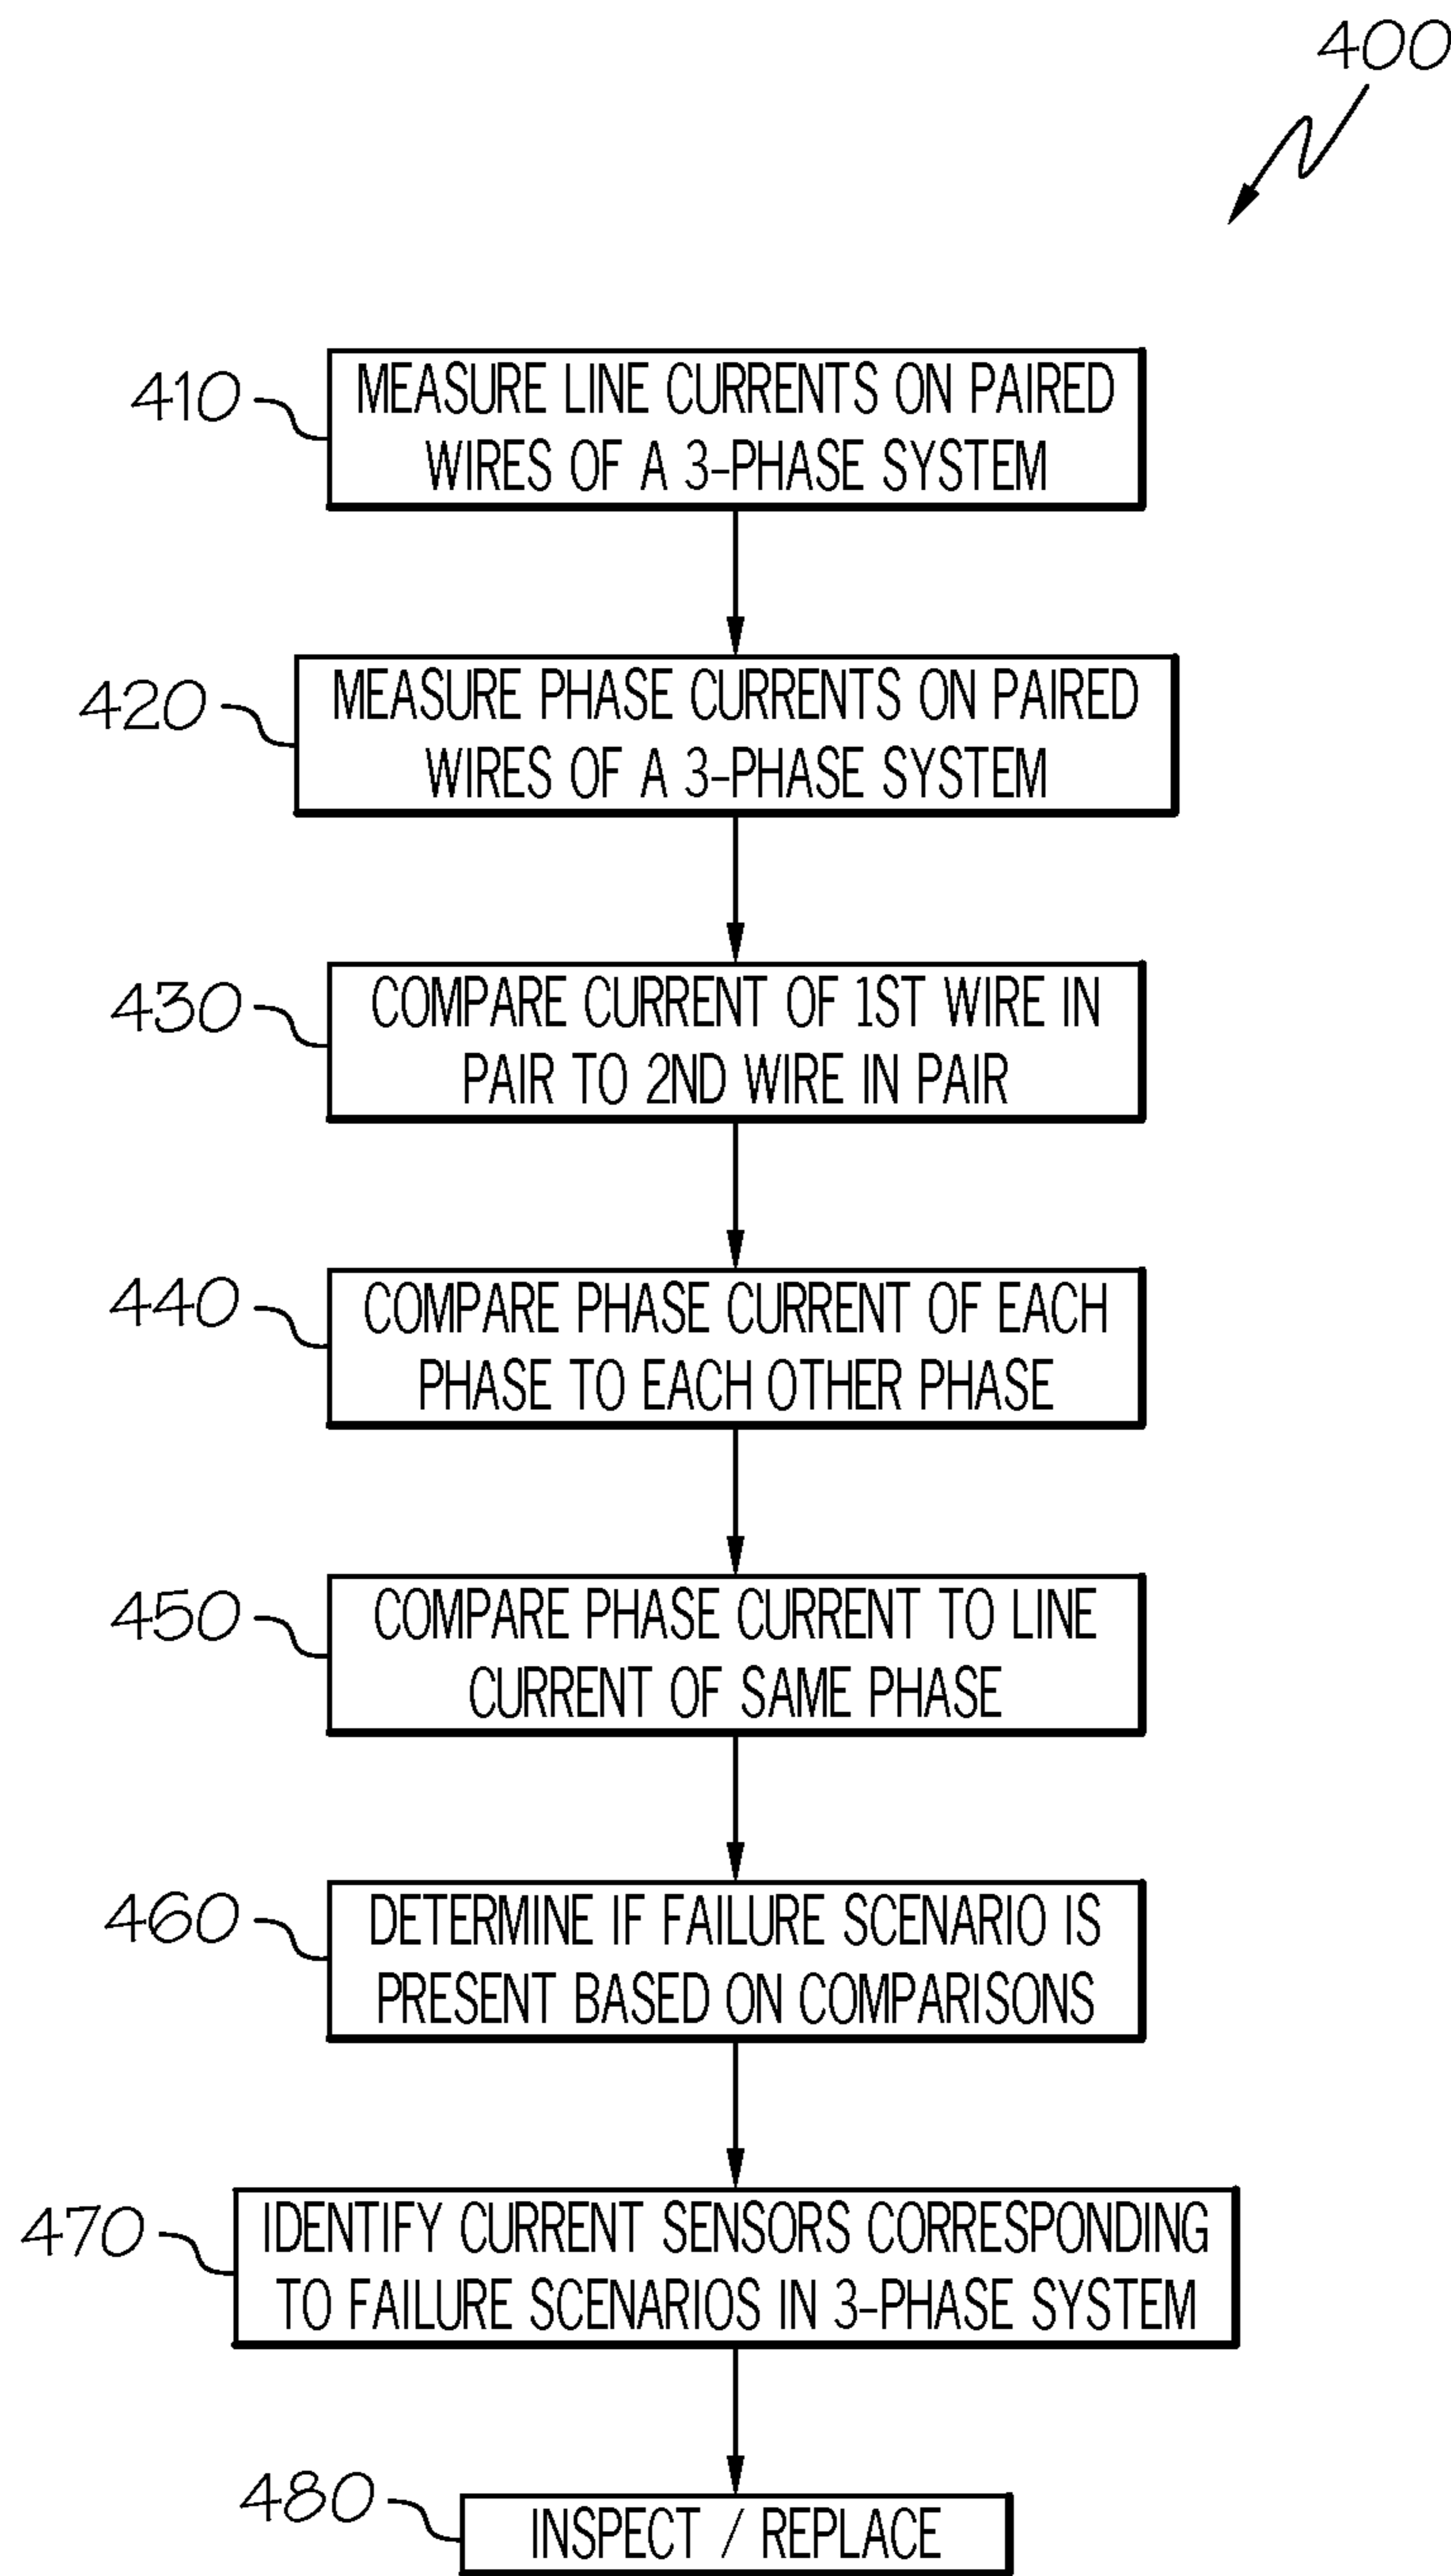 400
410
MEASURE LINE CURRENTS ON PAIRED
WIRES OF A 3-PHASE SYSTEM
420
MEASURE PHASE CURRENTS ON PAIRED
WIRES OF A 3-PHASE SYSTEM
430
COMPARE CURRENT OF 1ST WIRE IN
PAIR TO 2ND WIRE IN PAIR
440
COMPARE PHASE CURRENT OF EACH
PHASE TO EACH OTHER PHASE
450
COMPARE PHASE CURRENT TO LINE
CURRENT OF SAME PHASE
460
DETERMINE IF FAILURE SCENARIO IS
PRESENT BASED ON COMPARISONS
470
IDENTIFY CURRENT SENSORS CORRESPONDING
TO FAILURE SCENARIOS IN 3-PHASE SYSTEM
480
INSPECT / REPLACE